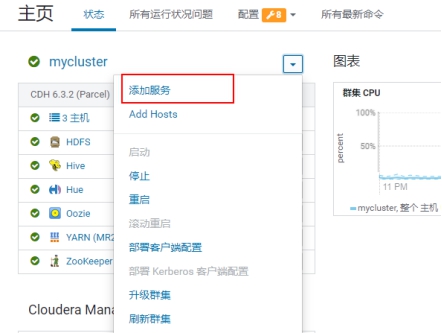 主页 状态 所有运行状况问题 配置 8 所有最新命令
mycluster
图表
CDH 6.3.2 (Parcel)
3 主机
HDFS
Hive
Hue
Oozie
YARN (MR2
ZooKeeper
Cloudera Mana
添加服务
Add Hosts
启动
停止
重启
滚动重启
部署客户端配置
部署 Kerberos 客户端配置
升级群集
刷新群集
群集 CPU
percent
100%
50%
11 PM
mycluster, 整个 主机